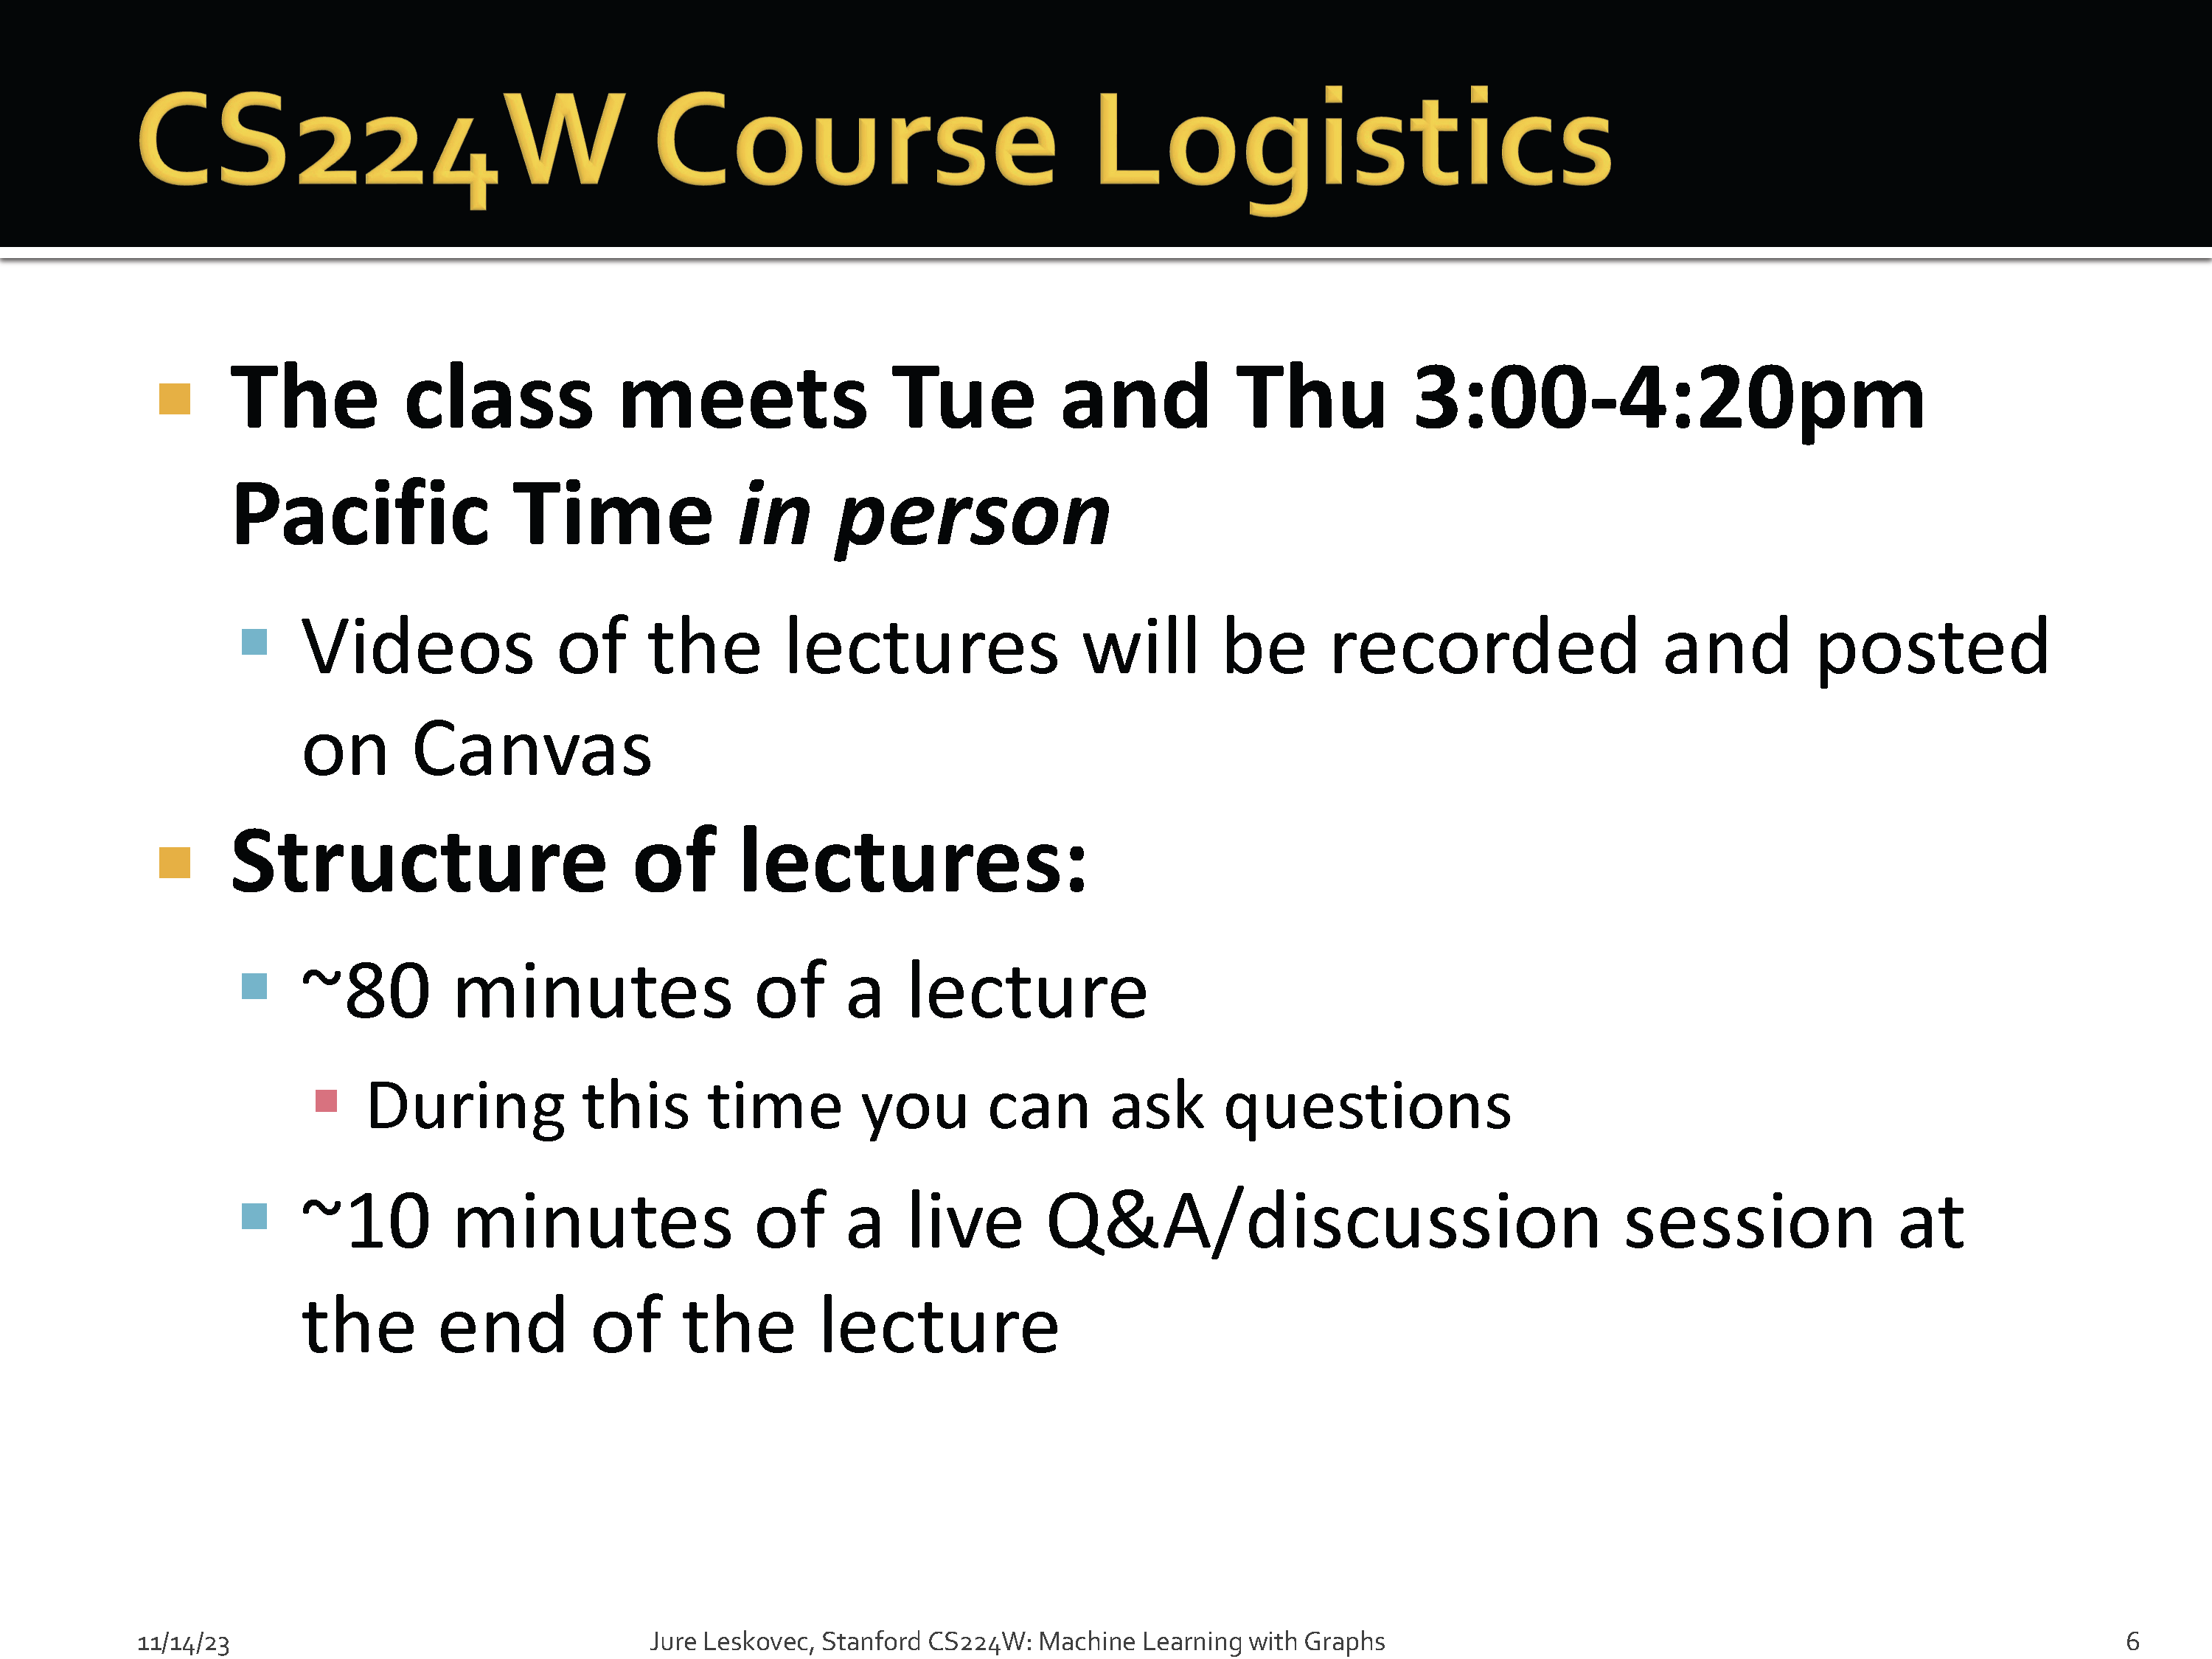 CS224W Course Logistics
The class meets Tue and Thu 3:00-4:20pm
Pacific Time in person
Videos of the lectures will be recorded and posted
on Canvas
Structure of lectures:
~80 minutes of a lecture
During this time you can ask questions
~10 minutes of a live Q&A/discussion session at
the end of the lecture
11/14/23
Jure Leskovec, Stanford CS224W: Machine Learning with Graphs
6